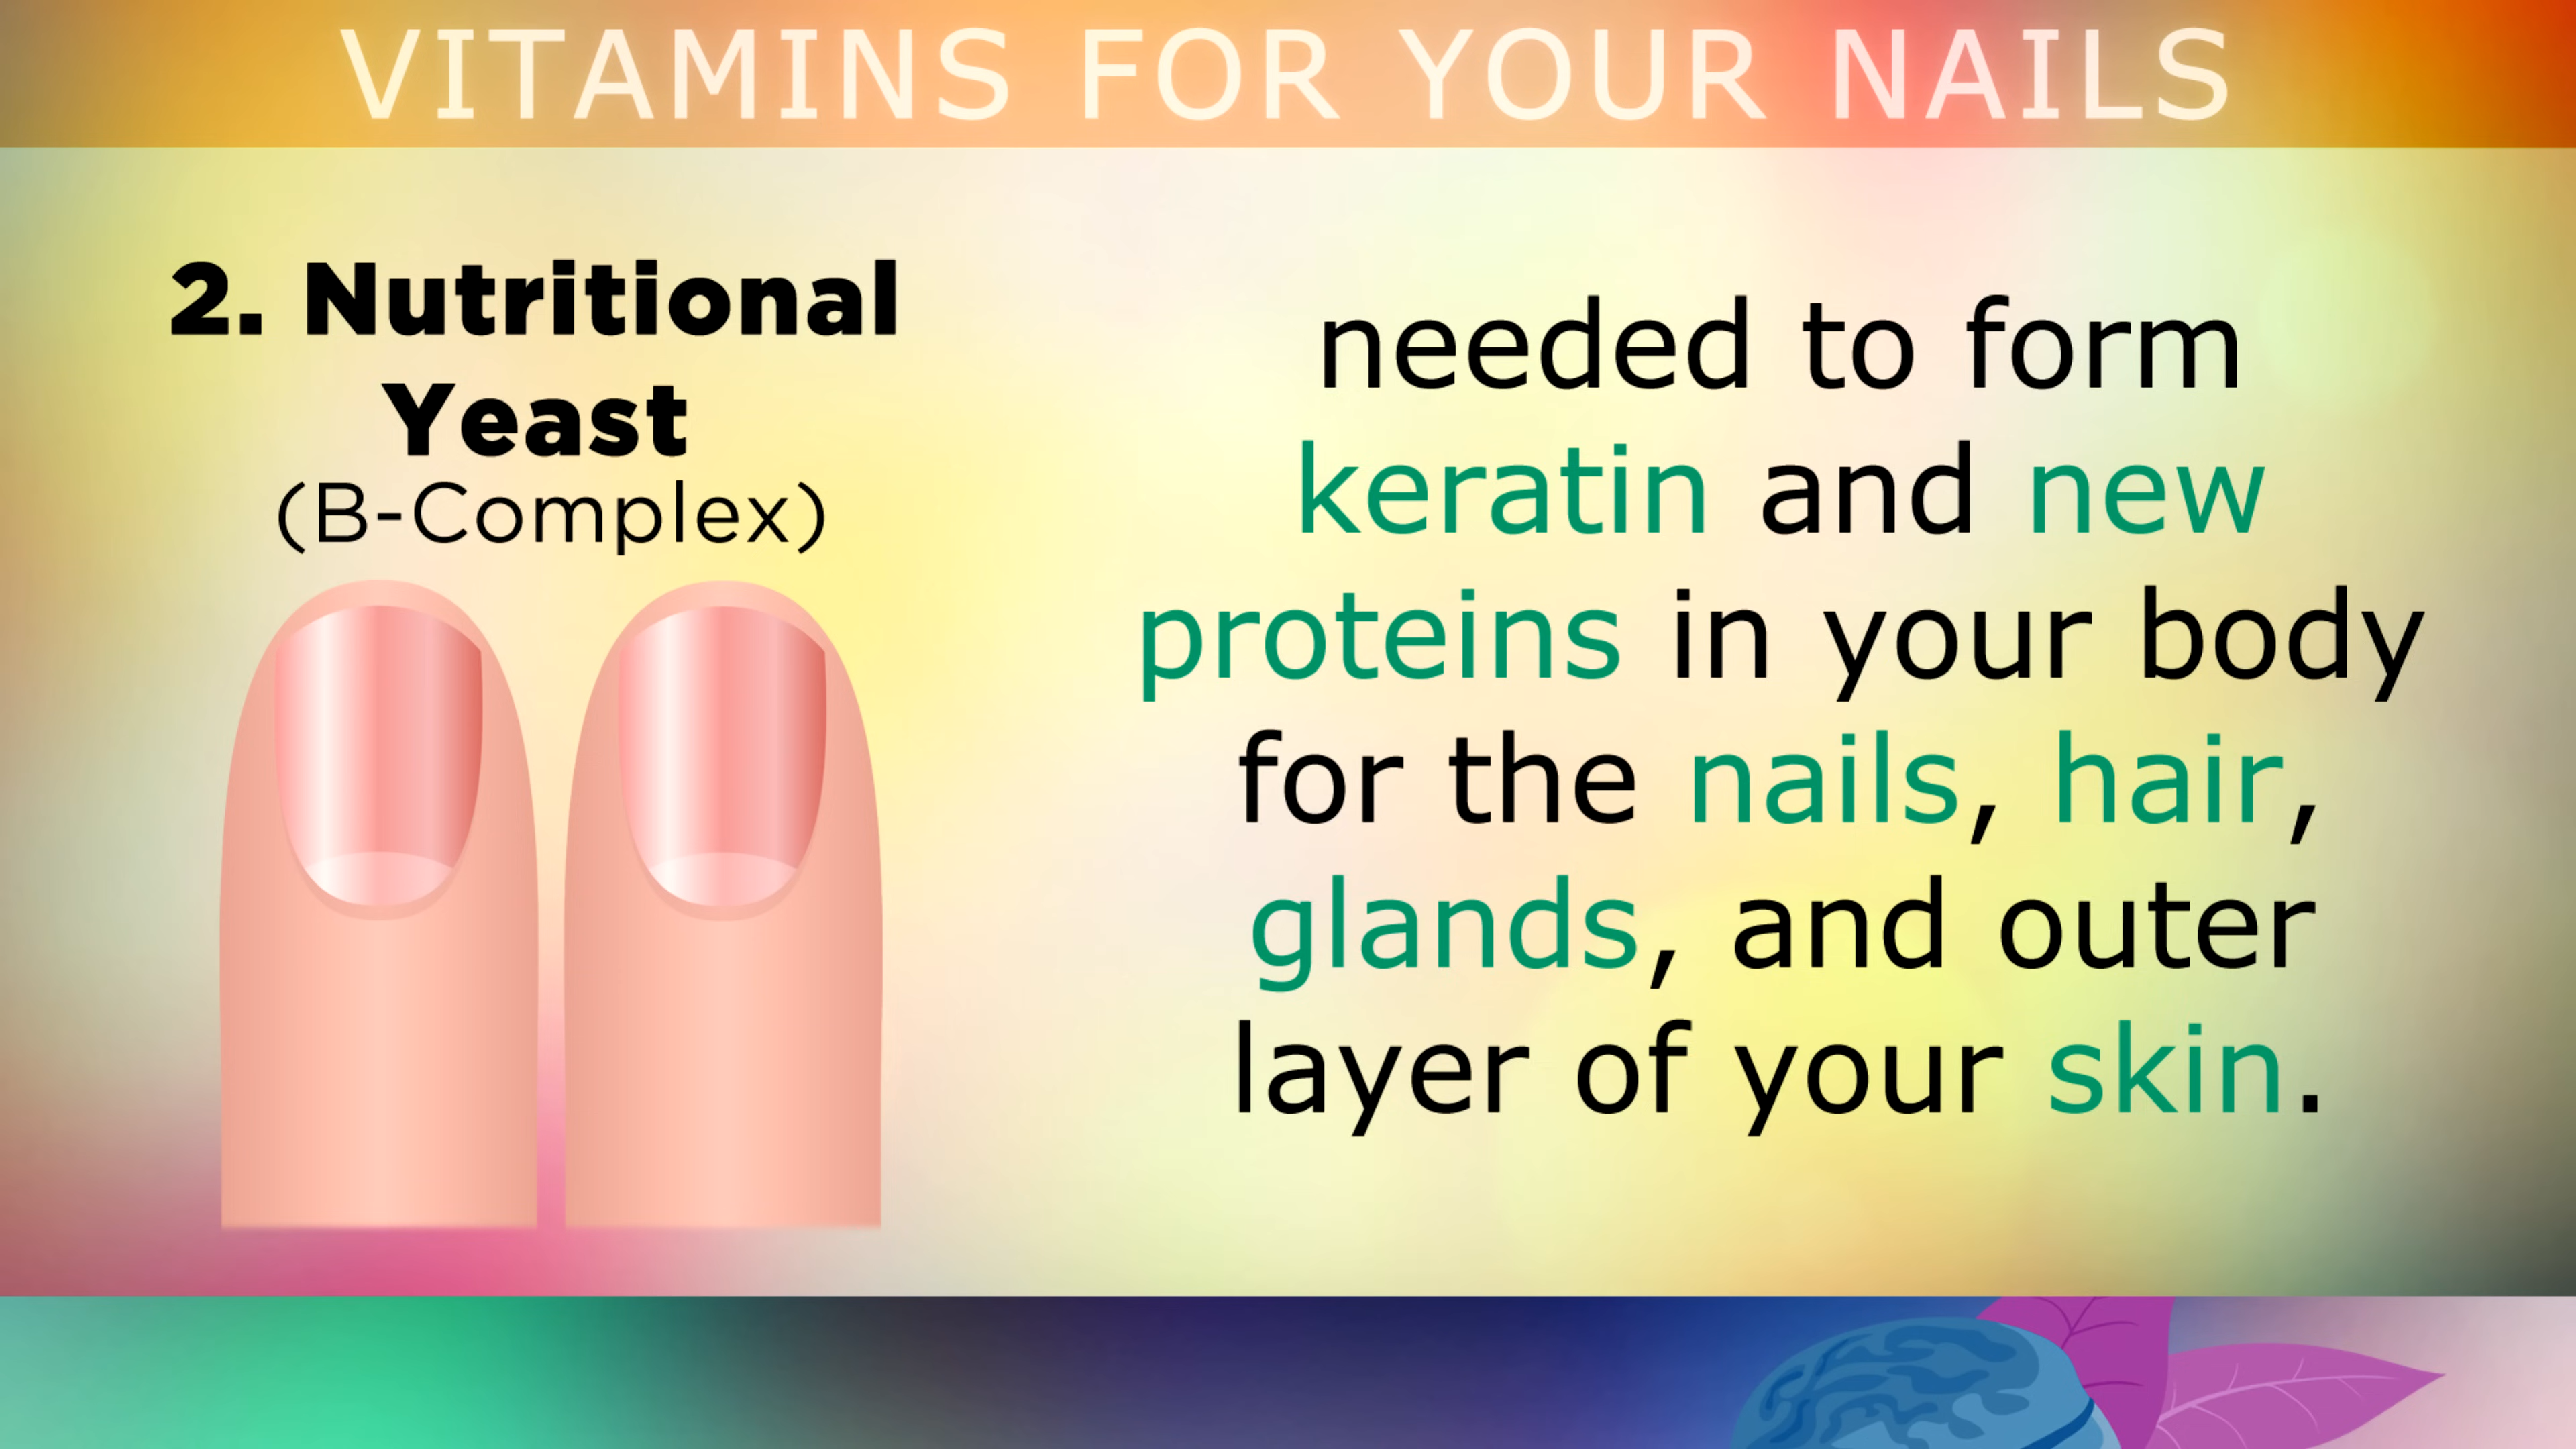 VITAMINS FOR YOUR NAILS
2. Nutritional
Yeast
(B-Complex)
needed to form
keratin and new
proteins in your body
for the nails, hair,
glands, and outer
layer of your skin.